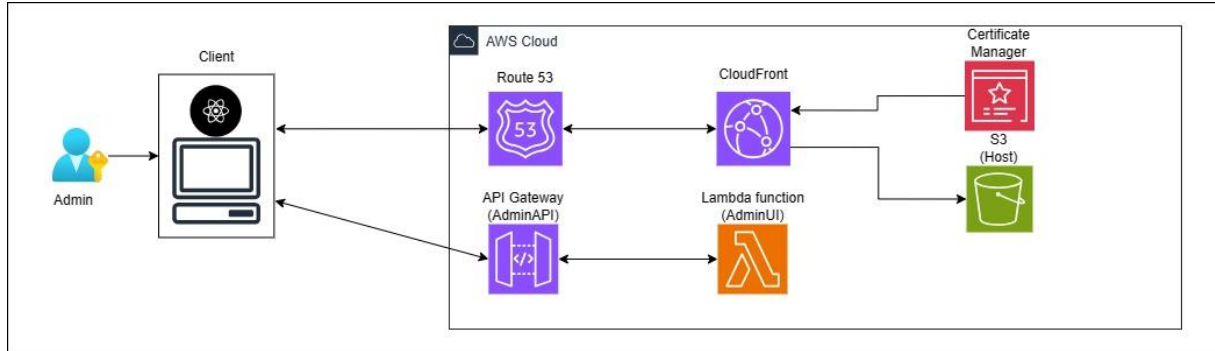 AWS Cloud
Certificate
Manager
Client
Route 53
CloudFront
53
S3
(Host)
Admin
API Gateway
(AdminAPI)
Lambda function
(AdminUI)
</>